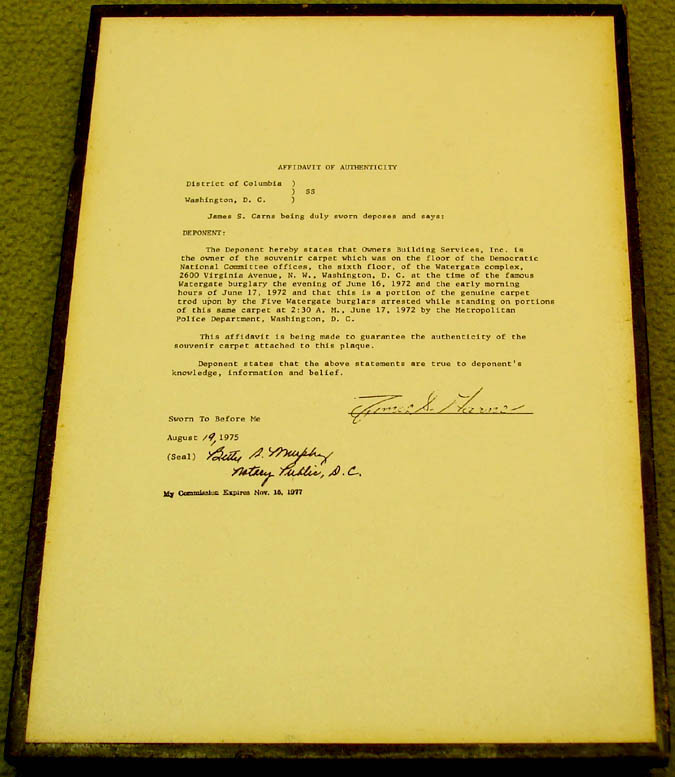 AFFIDAVIT OF AUTHENTICITY
District of Columbia )
) SS
Washington, D. C. )
James S. Carns being duly sworn deposes and says:
DEPONENT:
The Deponent hereby states that Owners Building Services, Inc. is
the owner of the souvenir carpet which was on the floor of the Democratic
National Committee offices, the sixth floor, of the Watergate complex,
2600 Virginia Avenue, N. W., Washington, D. C. at the time of the famous
Watergate burglary the evening of June 16, 1972 and the early morning
hours of June 17, 1972 and that this is a portion of the genuine carpet
trod upon by the Five Watergate burglars arrested while standing on portions
of this same carpet at 2:30 A. M., June 17, 1972 by the Metropolitan
Police Department, Washington, D. C.
This affidavit is being made to guarantee the authenticity of the
souvenir carpet attached to this plaque.
Deponent states that the above statements are true to deponent's
knowledge, information and belief.
James S.
Sworn To Before Me
August 19, 1975
(Seal) Betty S. Murphy
Notary Public, D.C.
My Commission Expires Nov. 18, 1977